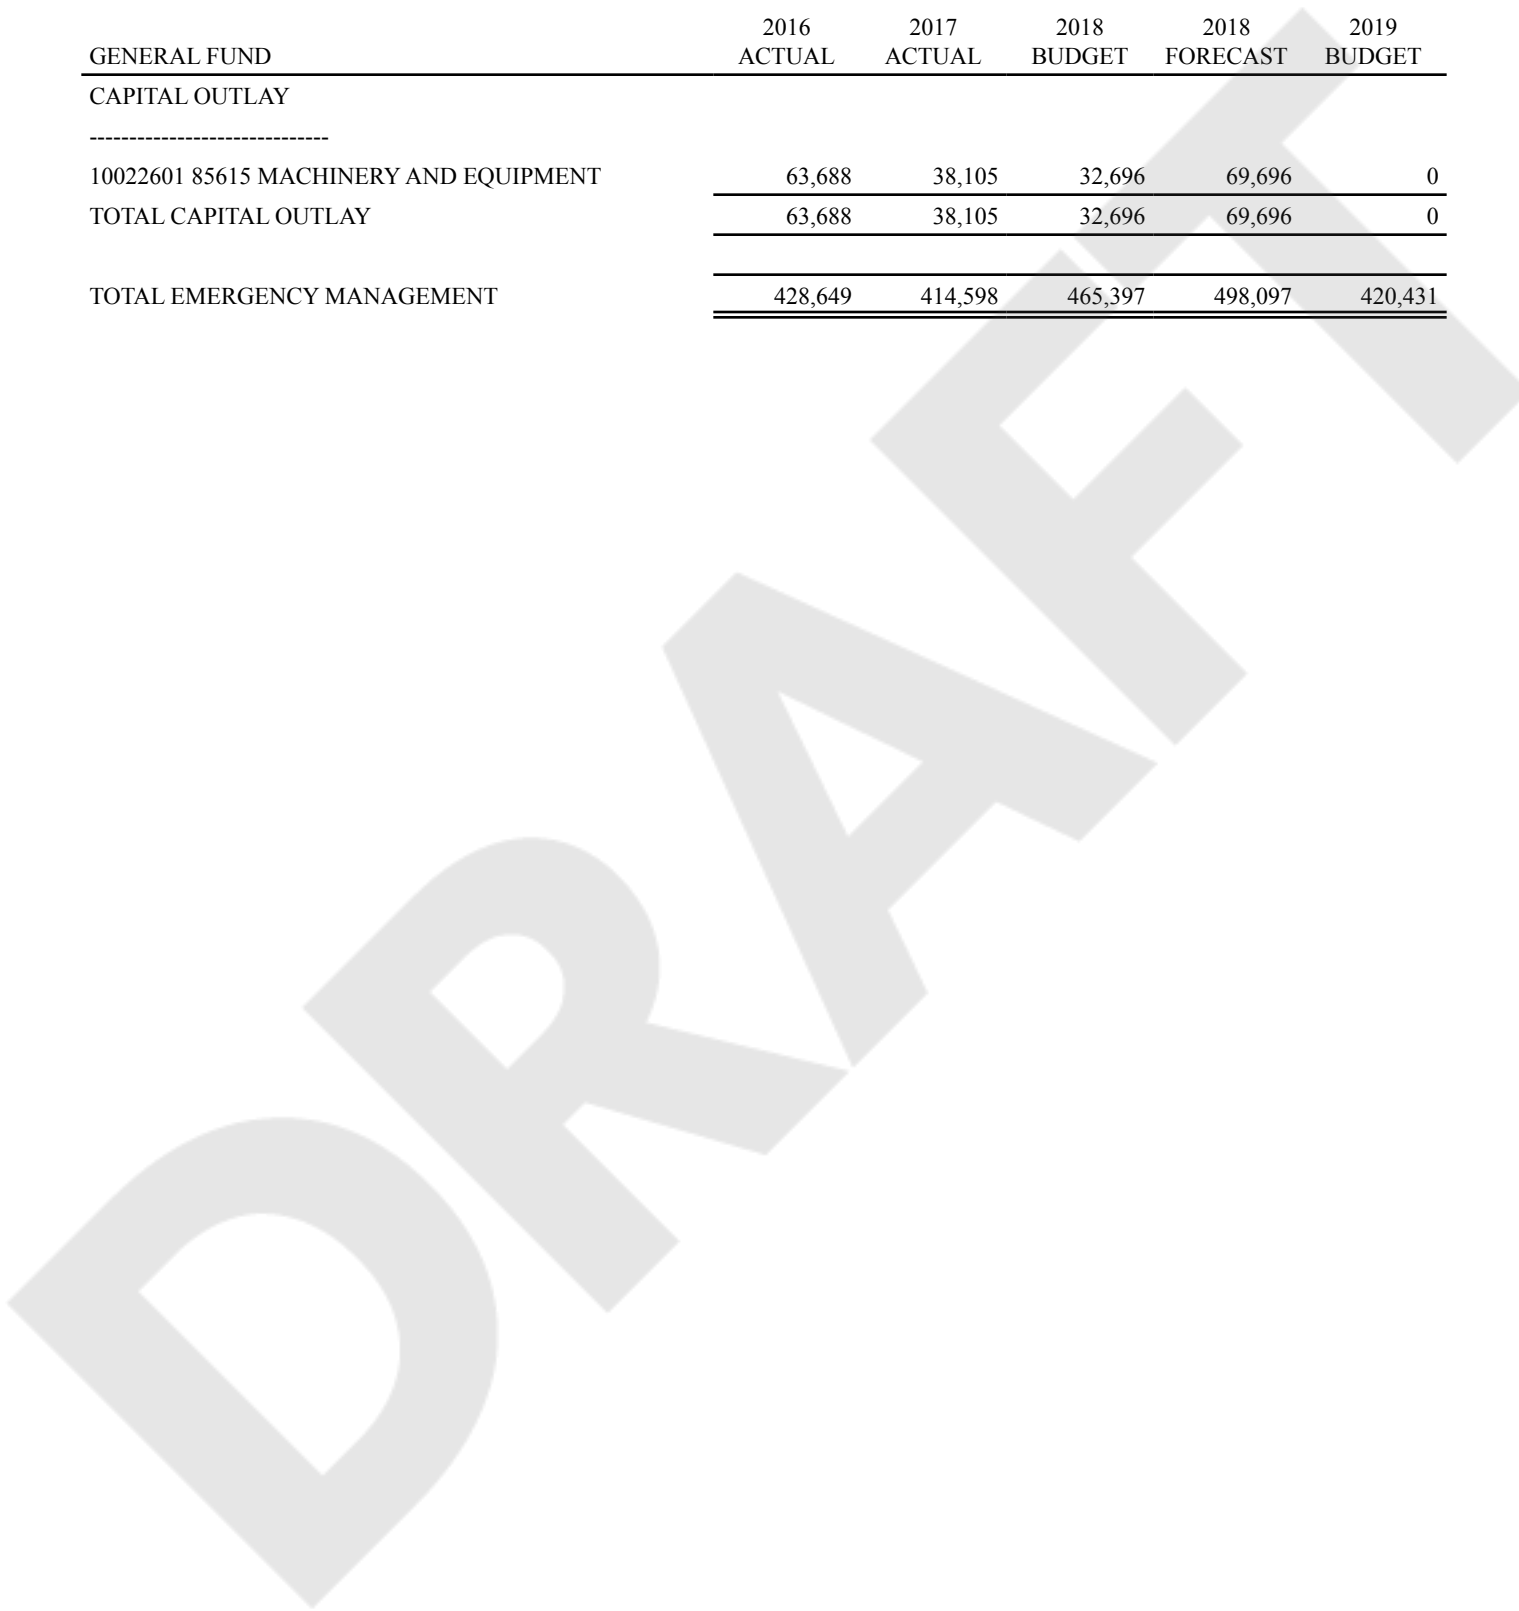 2016 2017 2018 2018 2019
GENERAL FUND ACTUAL ACTUAL BUDGET FORECAST BUDGET
CAPITAL OUTLAY
------------------------------
10022601 85615 MACHINERY AND EQUIPMENT 63,688 38,105 32,696 69,696 0
TOTAL CAPITAL OUTLAY 63,688 38,105 32,696 69,696 0
TOTAL EMERGENCY MANAGEMENT 428,649 414,598 465,397 498,097 420,431
DRAFT